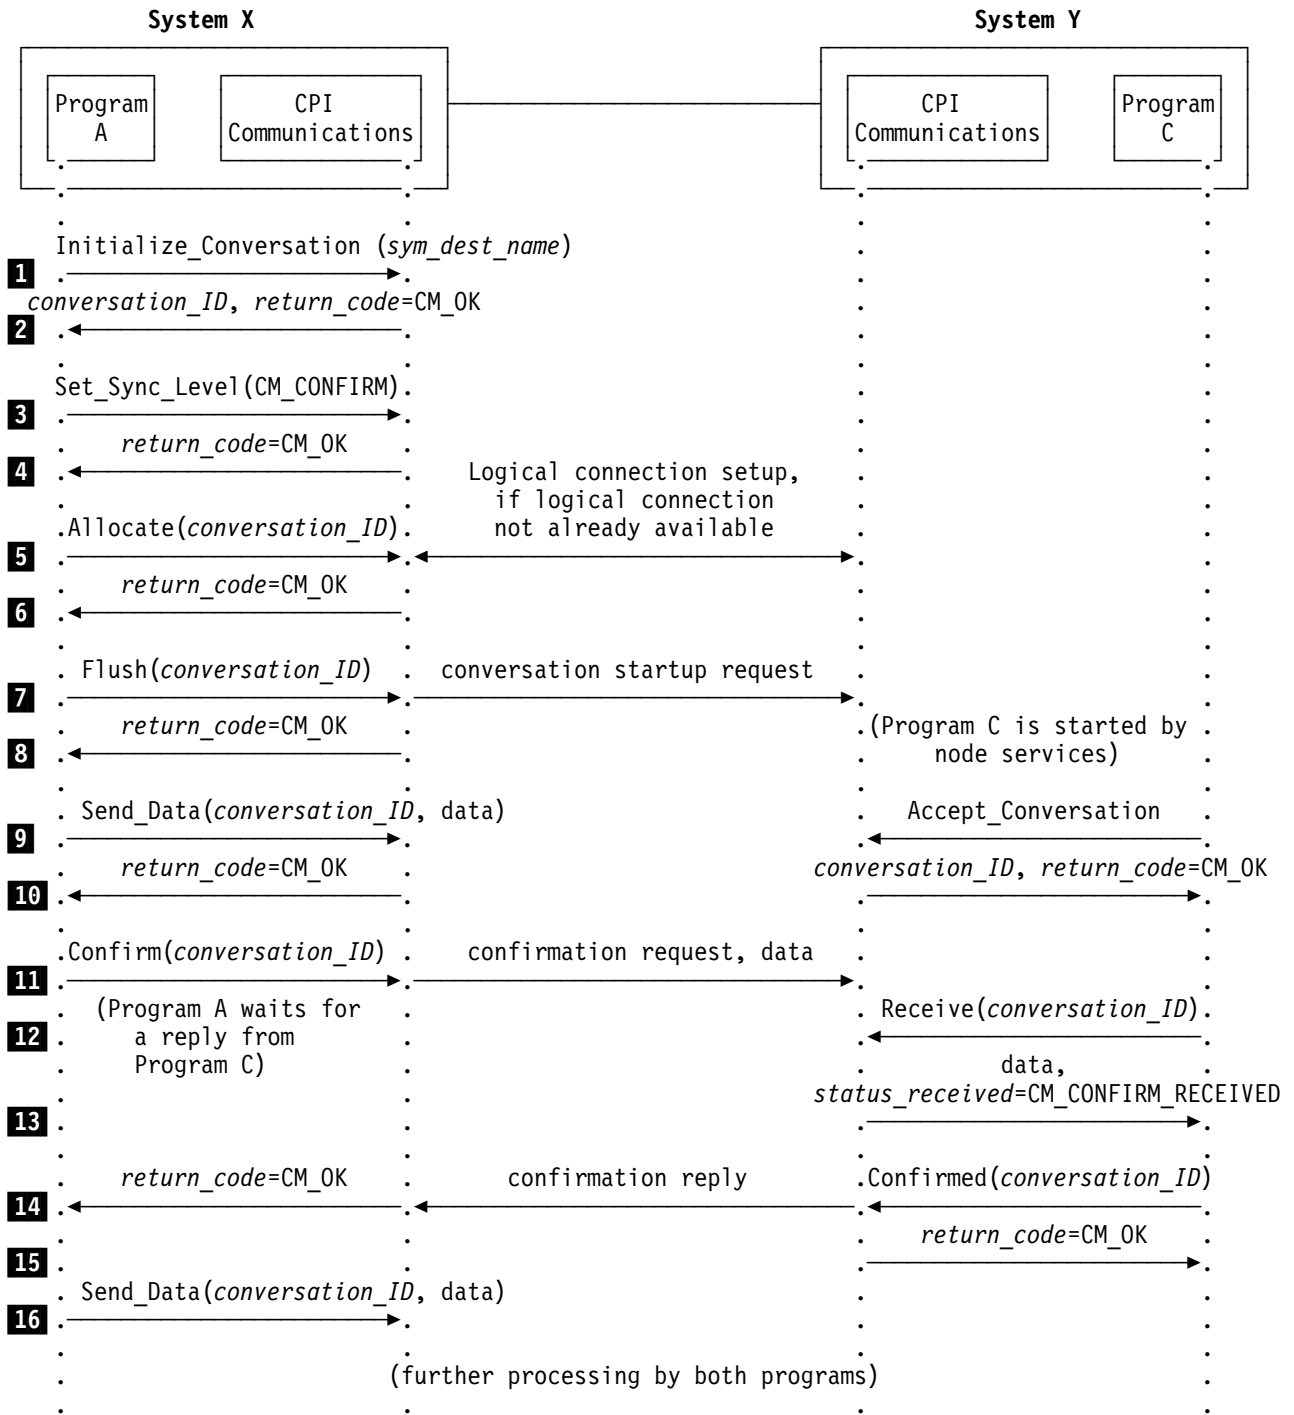 System X System Y
Program CPI CPI Program
A Communications Communications C
Initialize_Conversation (sym_dest_name)
1
conversation_ID, return_code=CM_OK
2
Set_Sync_Level(CM_CONFIRM)
3
return_code=CM_OK
4 Logical connection setup,
if logical connection
Allocate(conversation_ID) not already available
5
return_code=CM_OK
6
Flush(conversation_ID) conversation startup request
7
return_code=CM_OK (Program C is started by
8 node services)
Send_Data(conversation_ID, data) Accept_Conversation
9
return_code=CM_OK conversation_ID, return_code=CM_OK
10
Confirm(conversation_ID) confirmation request, data
11
(Program A waits for Receive(conversation_ID)
12 a reply from
Program C) data,
status_received=CM_CONFIRM_RECEIVED
13
return_code=CM_OK confirmation reply Confirmed(conversation_ID)
14
return_code=CM_OK
15
Send_Data(conversation_ID, data)
16
(further processing by both programs)